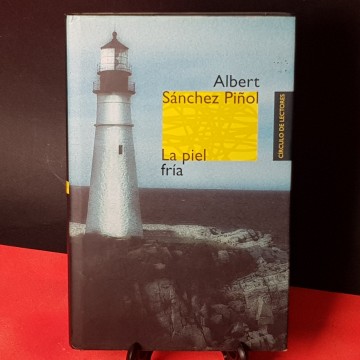 Albert
Sánchez Piñol
La piel
fría
CÍRCULO DE LECTORES